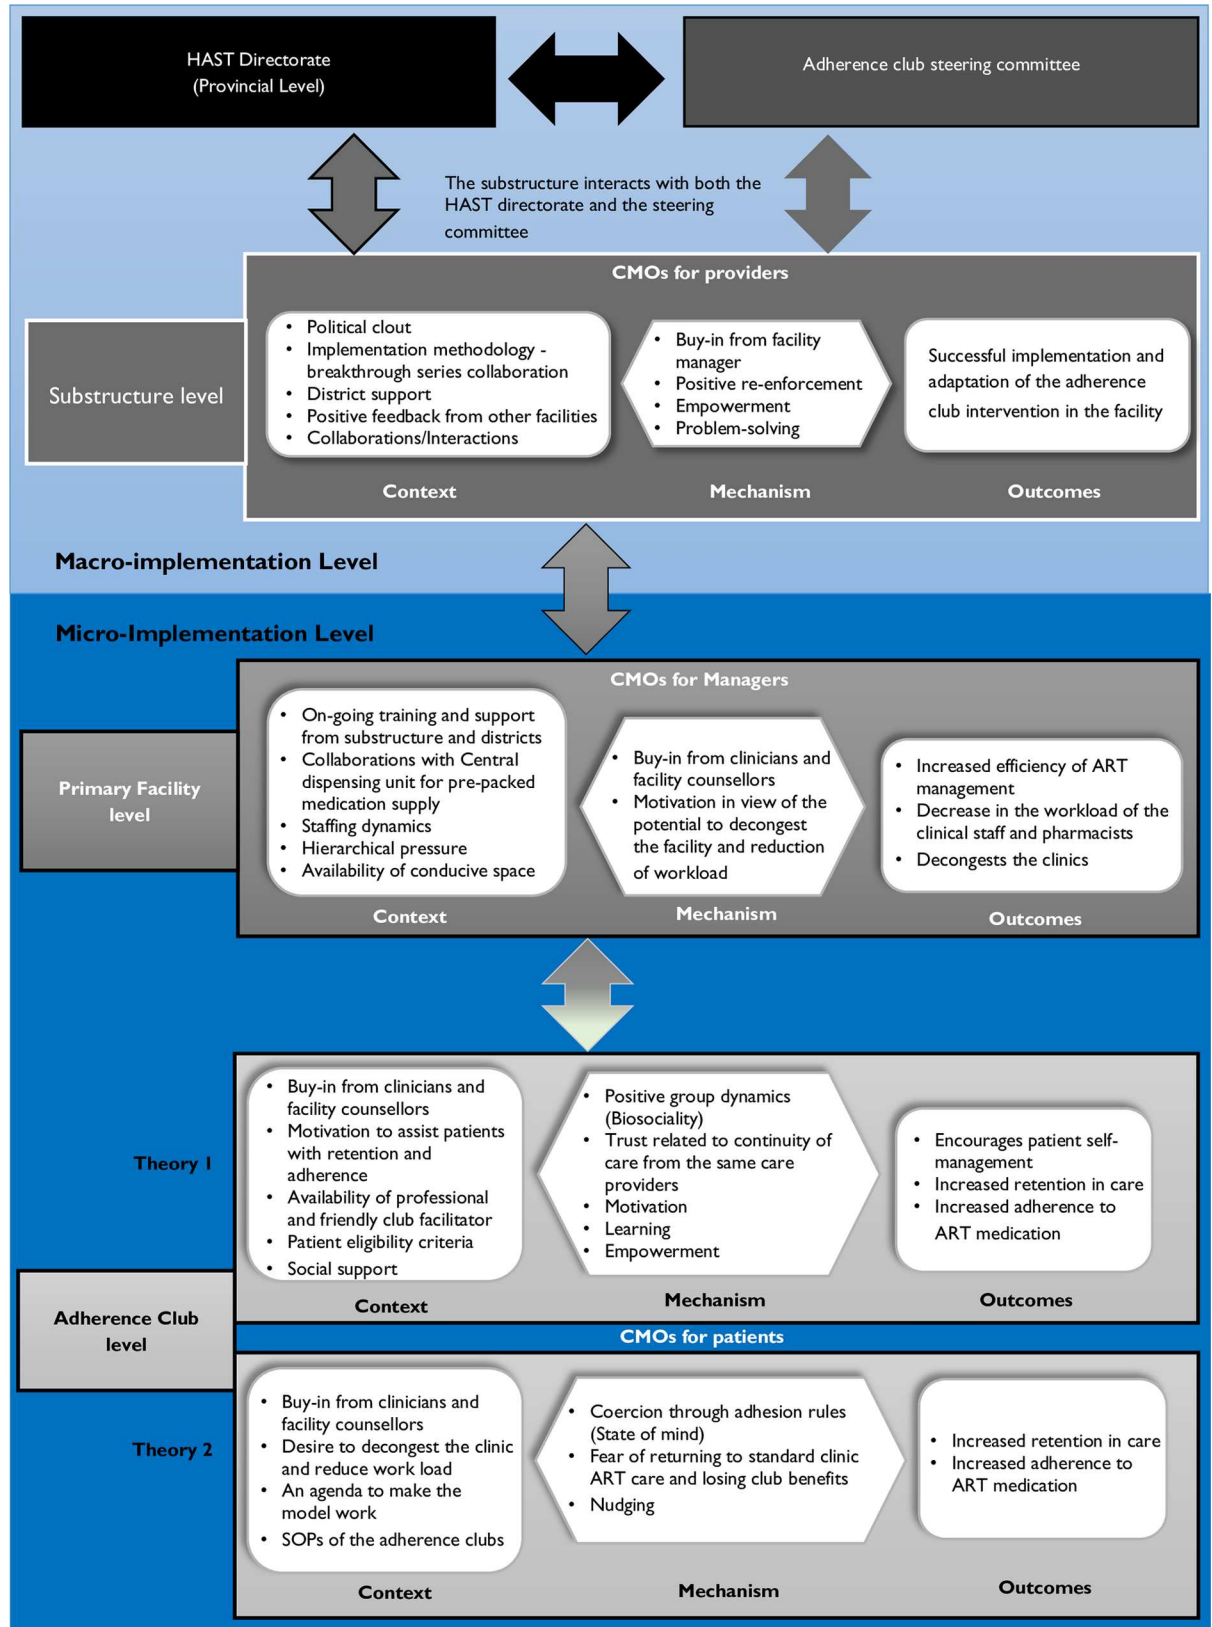 HAST Directorate
(Provincial Level)
Adherence club steering committee
The substructure interacts with both the
HAST directorate and the steering
committee
CMOs for providers
Substructure level
• Political clout
• Implementation methodology -
breakthrough series collaboration
• District support
• Positive feedback from other facilities
• Collaborations/Interactions
Context
• Buy-in from facility
manager
• Positive re-enforcement
• Empowerment
• Problem-solving
Mechanism
Successful implementation and
adaptation of the adherence
club intervention in the facility
Outcomes
Macro-implementation Level
Micro-Implementation Level
CMOs for Managers
Primary Facility
level
• On-going training and support
from substructure and districts
• Collaborations with Central
dispensing unit for pre-packed
medication supply
• Staffing dynamics
• Hierarchical pressure
• Availability of conducive space
Context
• Buy-in from clinicians and
facility counsellors
• Motivation in view of the
potential to decongest
the facility and reduction
of workload
Mechanism
• Increased efficiency of ART
management
• Decrease in the workload of the
clinical staff and pharmacists
• Decongests the clinics
Outcomes
Theory 1
• Buy-in from clinicians and
facility counsellors
• Motivation to assist patients
with retention and
adherence
• Availability of professional
and friendly club facilitator
• Patient eligibility criteria
• Social support
Context
• Positive group dynamics
(Biosociality)
• Trust related to continuity of
care from the same care
providers
• Motivation
• Learning
• Empowerment
Mechanism
• Encourages patient self-
management
• Increased retention in care
• Increased adherence to
ART medication
Outcomes
Adherence Club
level
CMOs for patients
Theory 2
• Buy-in from clinicians and
facility counsellors
• Desire to decongest the clinic
and reduce work load
• An agenda to make the
model work
• SOPs of the adherence clubs
Context
• Coercion through adhesion rules
(State of mind)
• Fear of returning to standard clinic
ART care and losing club benefits
• Nudging
Mechanism
• Increased retention in care
• Increased adherence to
ART medication
Outcomes